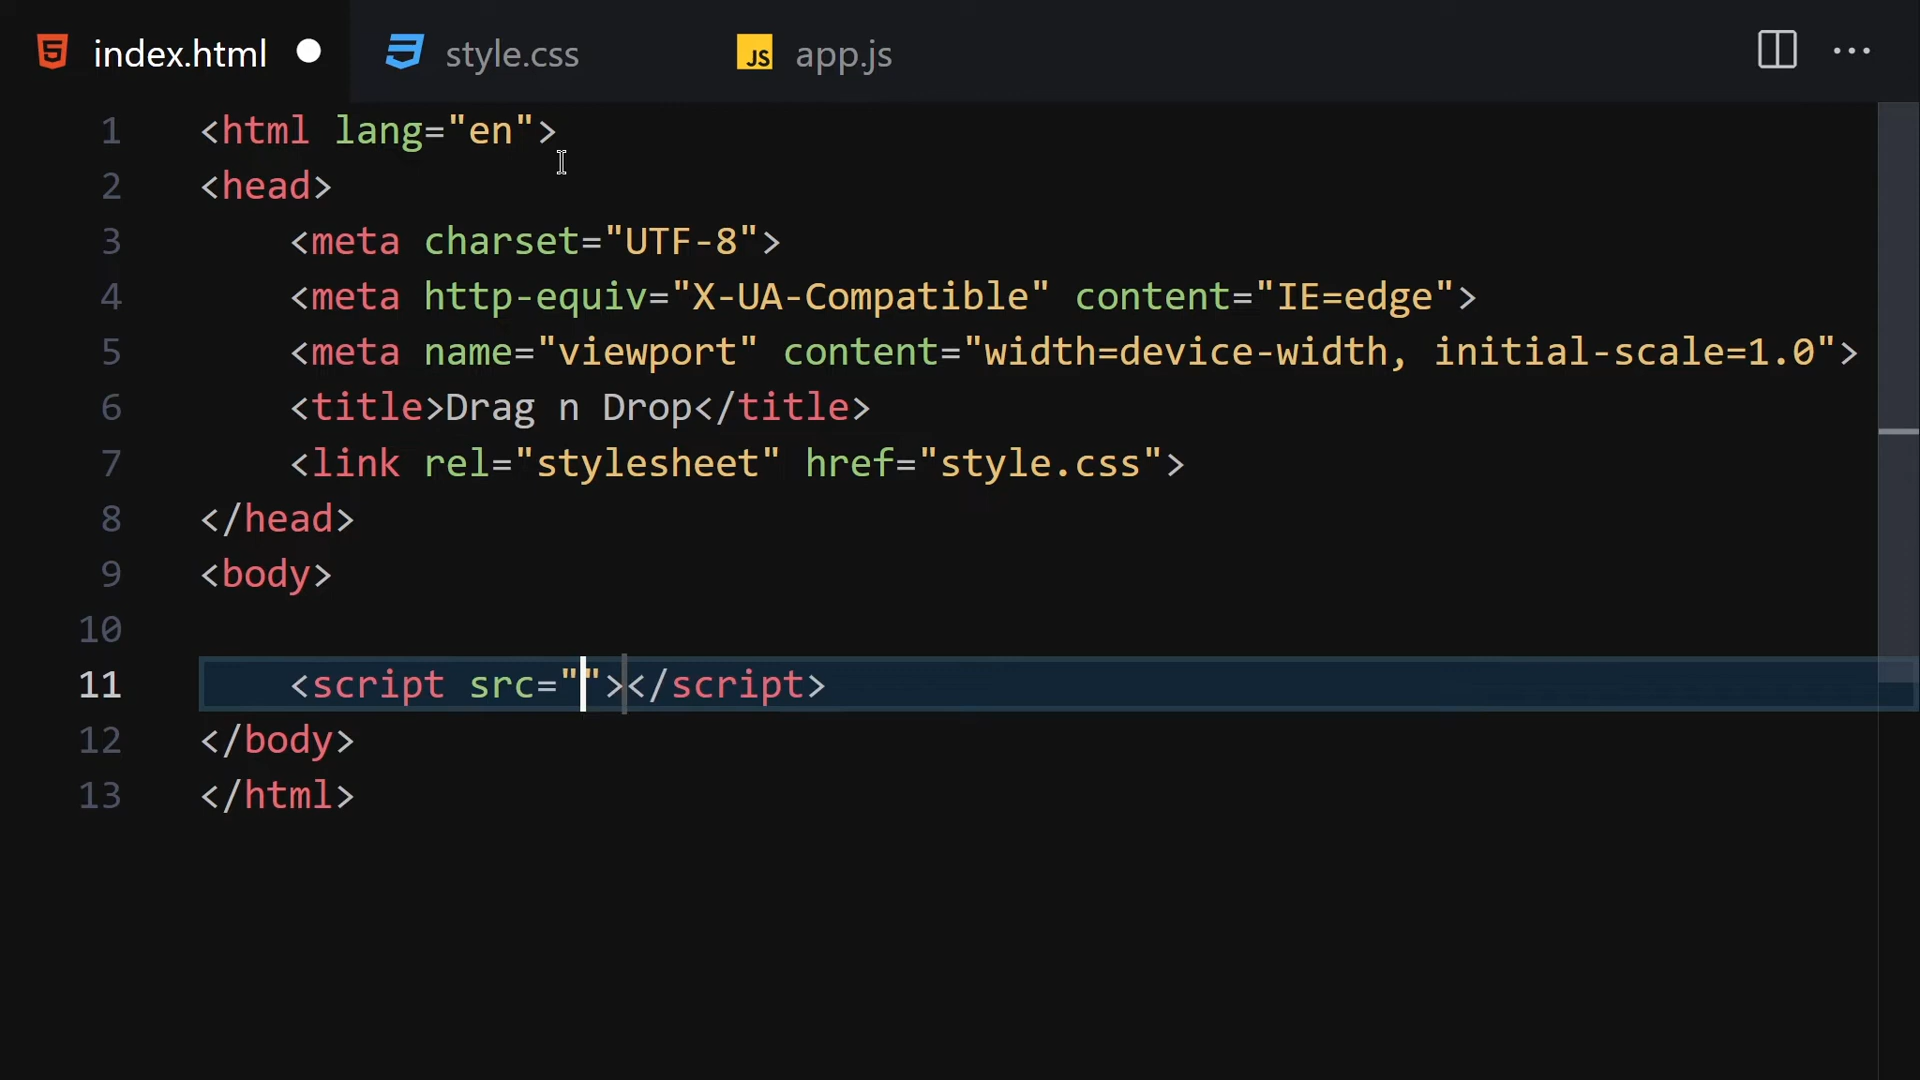 index.html style.css JS app.js
1 <html lang="en">
2 <head>
3 <meta charset="UTF-8">
4 <meta http-equiv="X-UA-Compatible" content="IE=edge">
5 <meta name="viewport" content="width=device-width, initial-scale=1.0">
6 <title>Drag n Drop</title>
7 <link rel="stylesheet" href="style.css">
8 </head>
9 <body>
10
11 <script src=""></script>
12 </body>
13 </html>